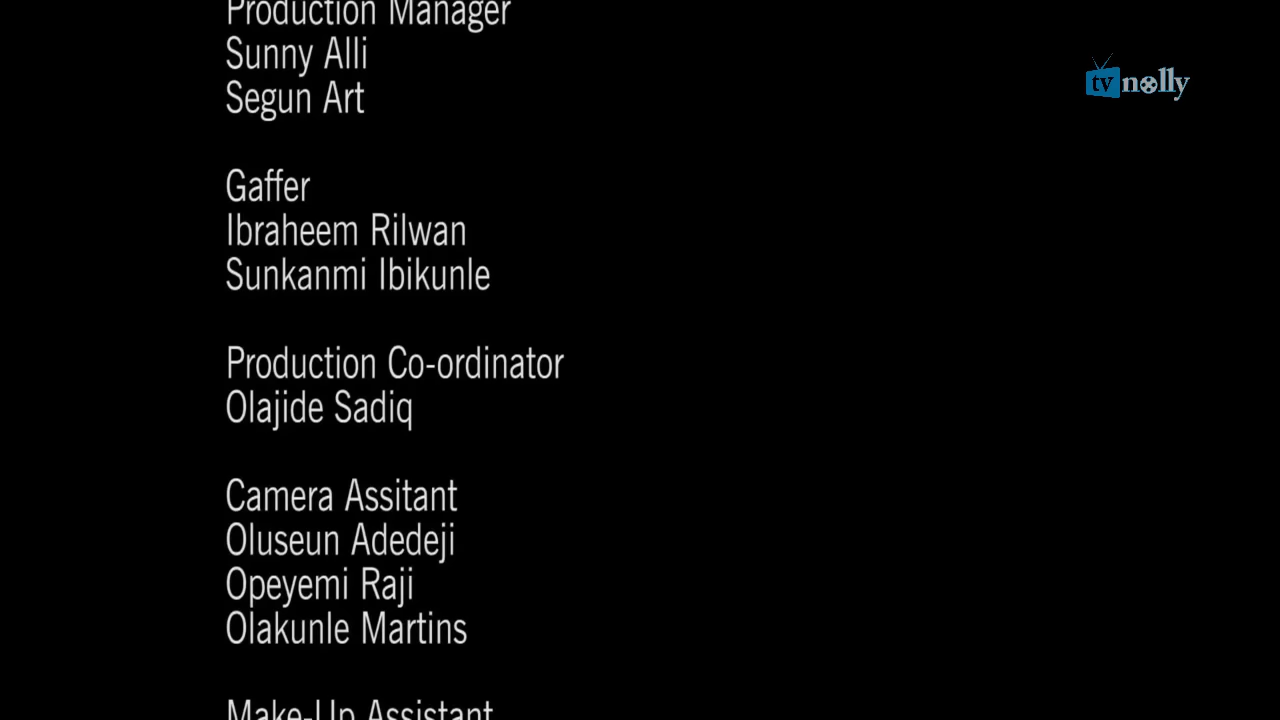 Production Manager
Sunny Alli
Segun Art
tvnolly
Gaffer
Ibraheem Rilwan
Sunkanmi Ibikunle
Production Co-ordinator
Olajide Sadiq
Camera Assitant
Oluseun Adedeji
Opeyemi Raji
Olakunle Martins
Make-Up Assistant